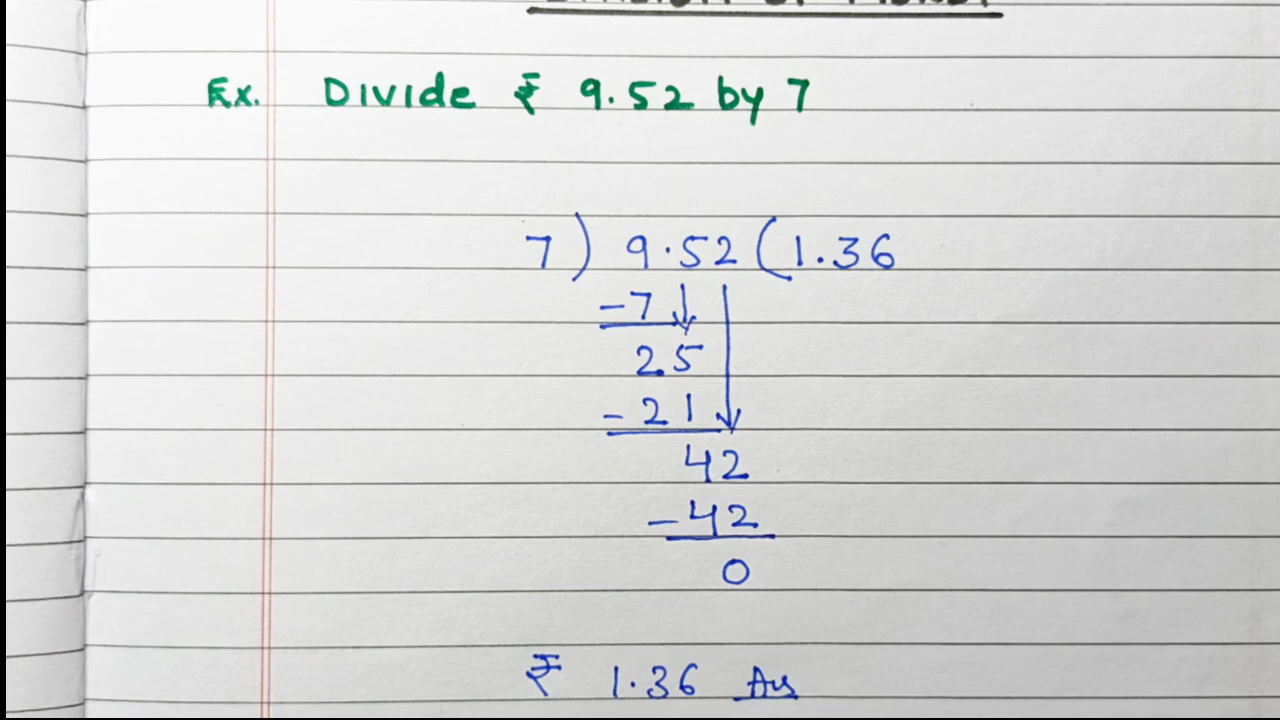 Ex. Divide ₹ 9.52 by 7
7) 9.52 (1.36
-7
25
-21
42
-42
0
₹ 1.36 Ans